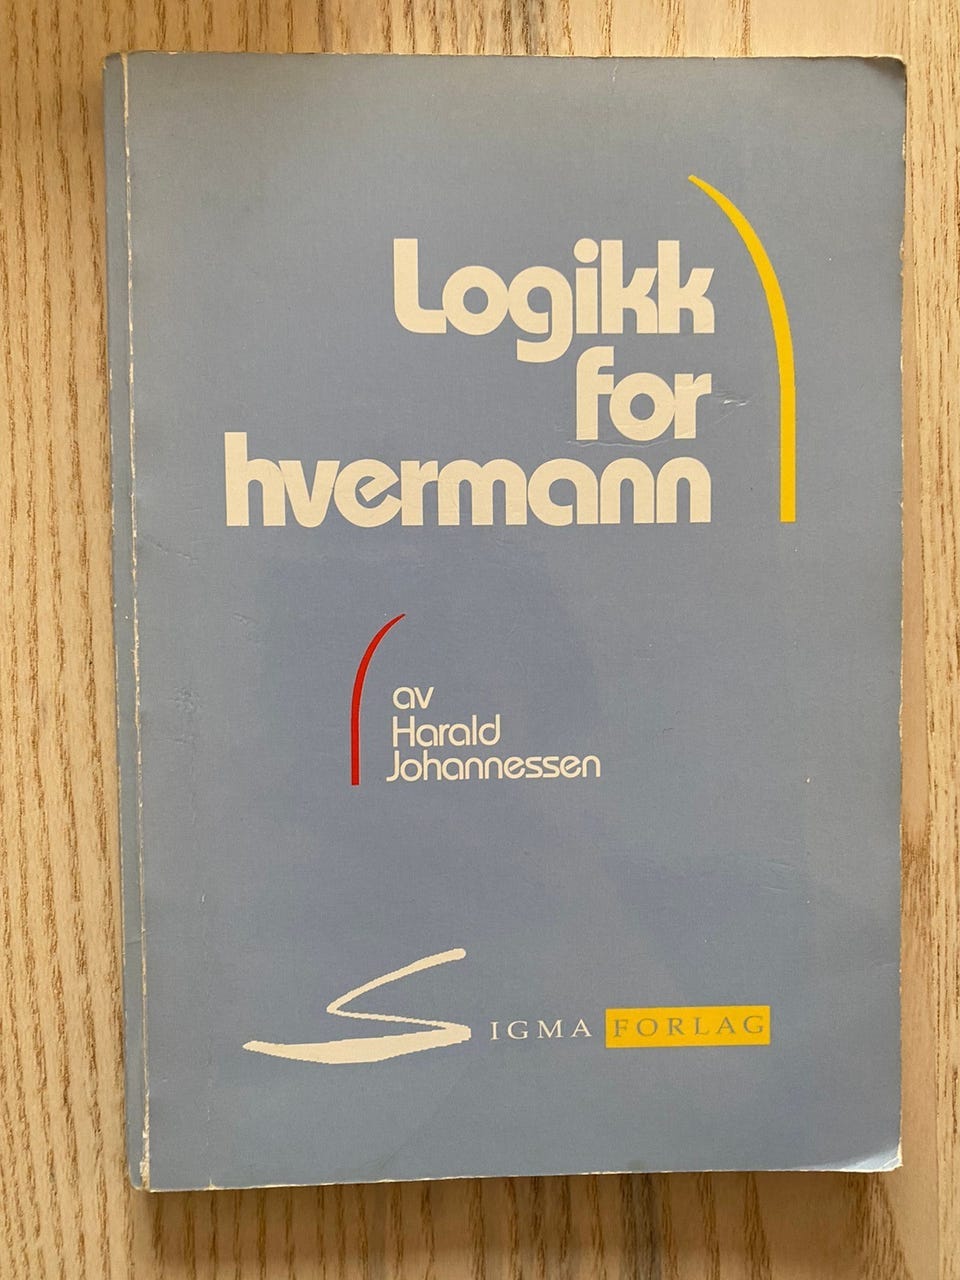 Logikk
for
hvermann
av
Harald
Johannessen
SIGMA FORLAG